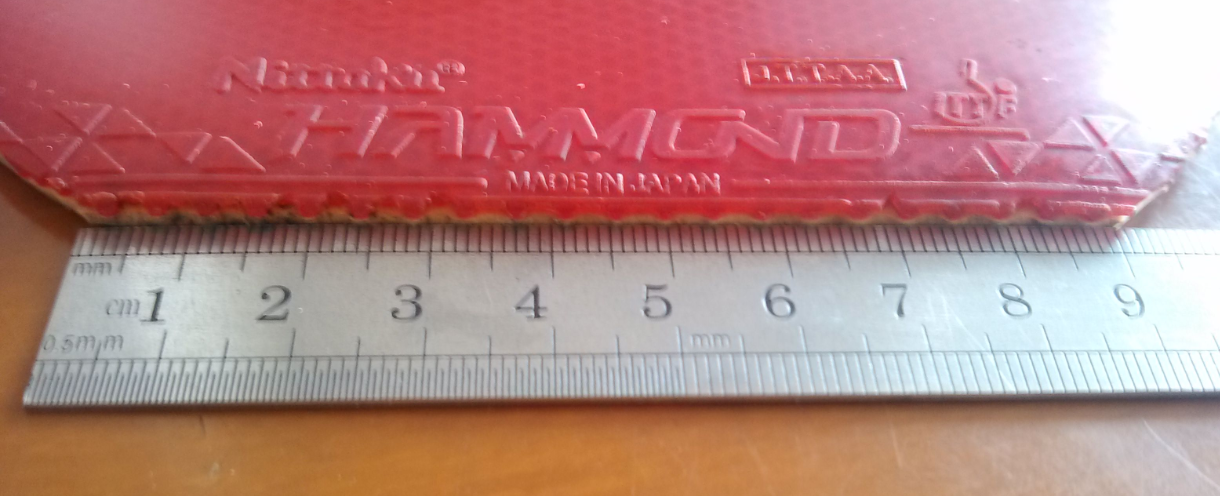 Nittaku®
J.T.T.A.A.
ITTF
HAMMOND
MADE IN JAPAN
mm
cm 1 2 3 4 5 6 7 8 9
0.5mm
mm